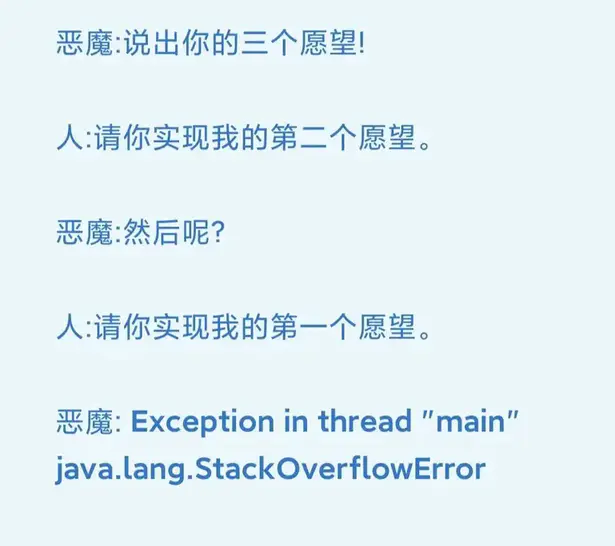 恶魔:说出你的三个愿望!
人:请你实现我的第二个愿望。
恶魔:然后呢?
人:请你实现我的第一个愿望。
恶魔: Exception in thread "main"
java.lang.StackOverflowError